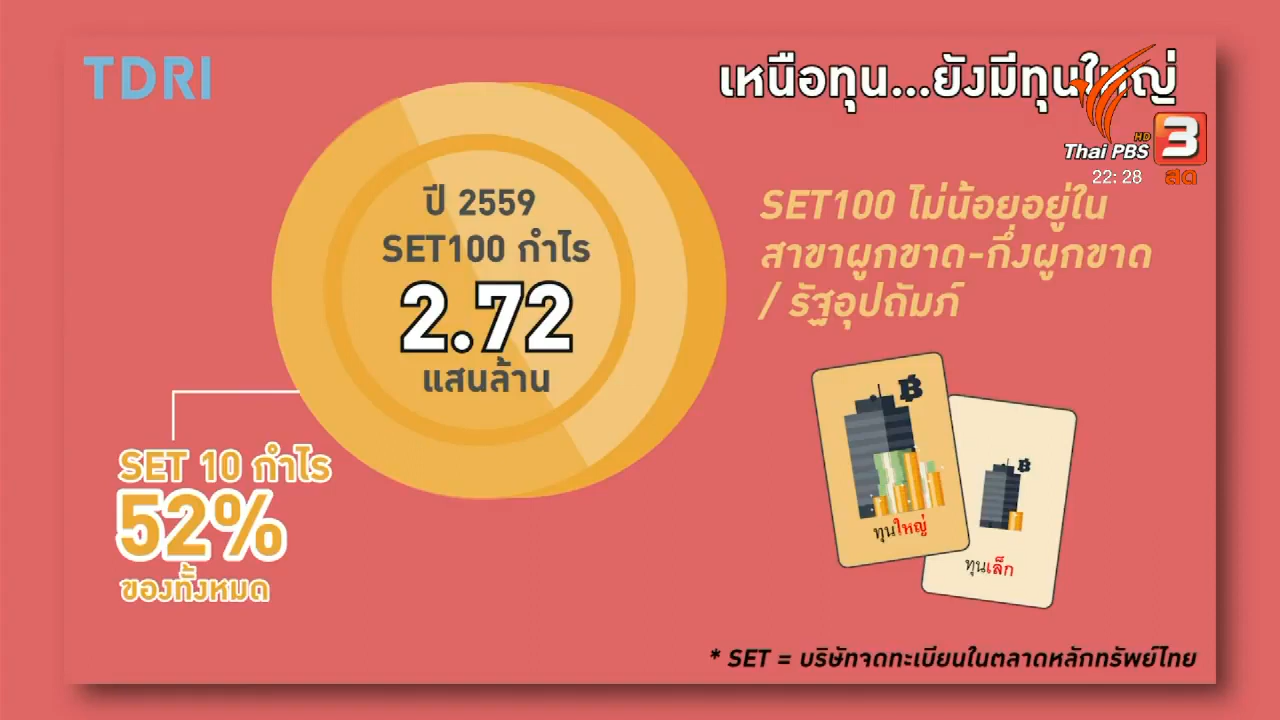 TDRI
เหนือทุน...ยังมีทุนใหญ่
Thai PBS
HD
3
22: 28
สด
ปี 2559
SET100 กำไร
2.72
แสนล้าน
SET100 ไม่น้อยอยู่ใน
สาขาผูกขาด-กึ่งผูกขาด
/ รัฐอุปถัมภ์
SET 10 กำไร
52%
ของทั้งหมด
ทุนใหญ่
ทุนเล็ก
* SET = บริษัทจดทะเบียนในตลาดหลักทรัพย์ไทย